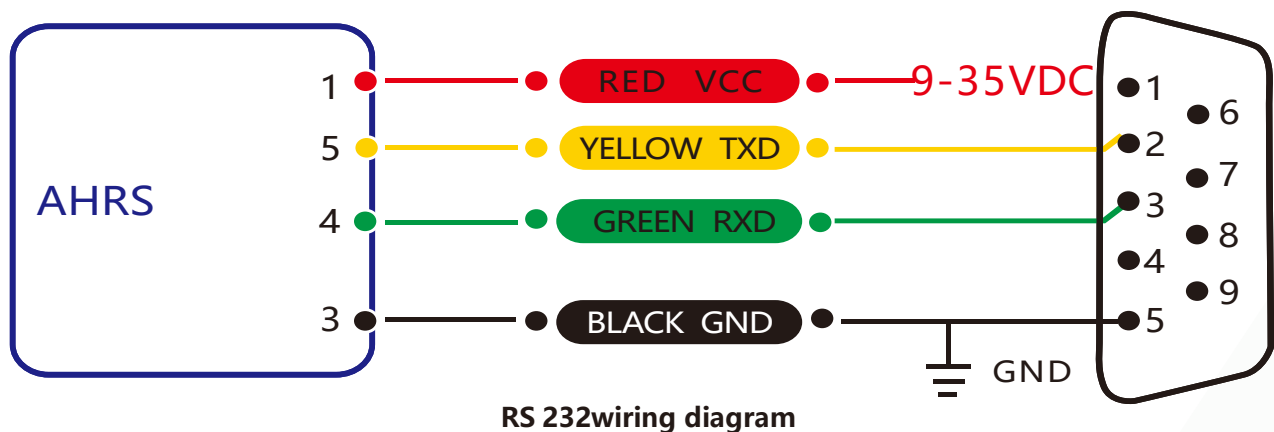 1 RED VCC 9-35VDC 1
6
5 YELLOW TXD 2
7
AHRS
3
4 GREEN RXD
8
4
9
3 BLACK GND 5
GND
RS 232wiring diagram